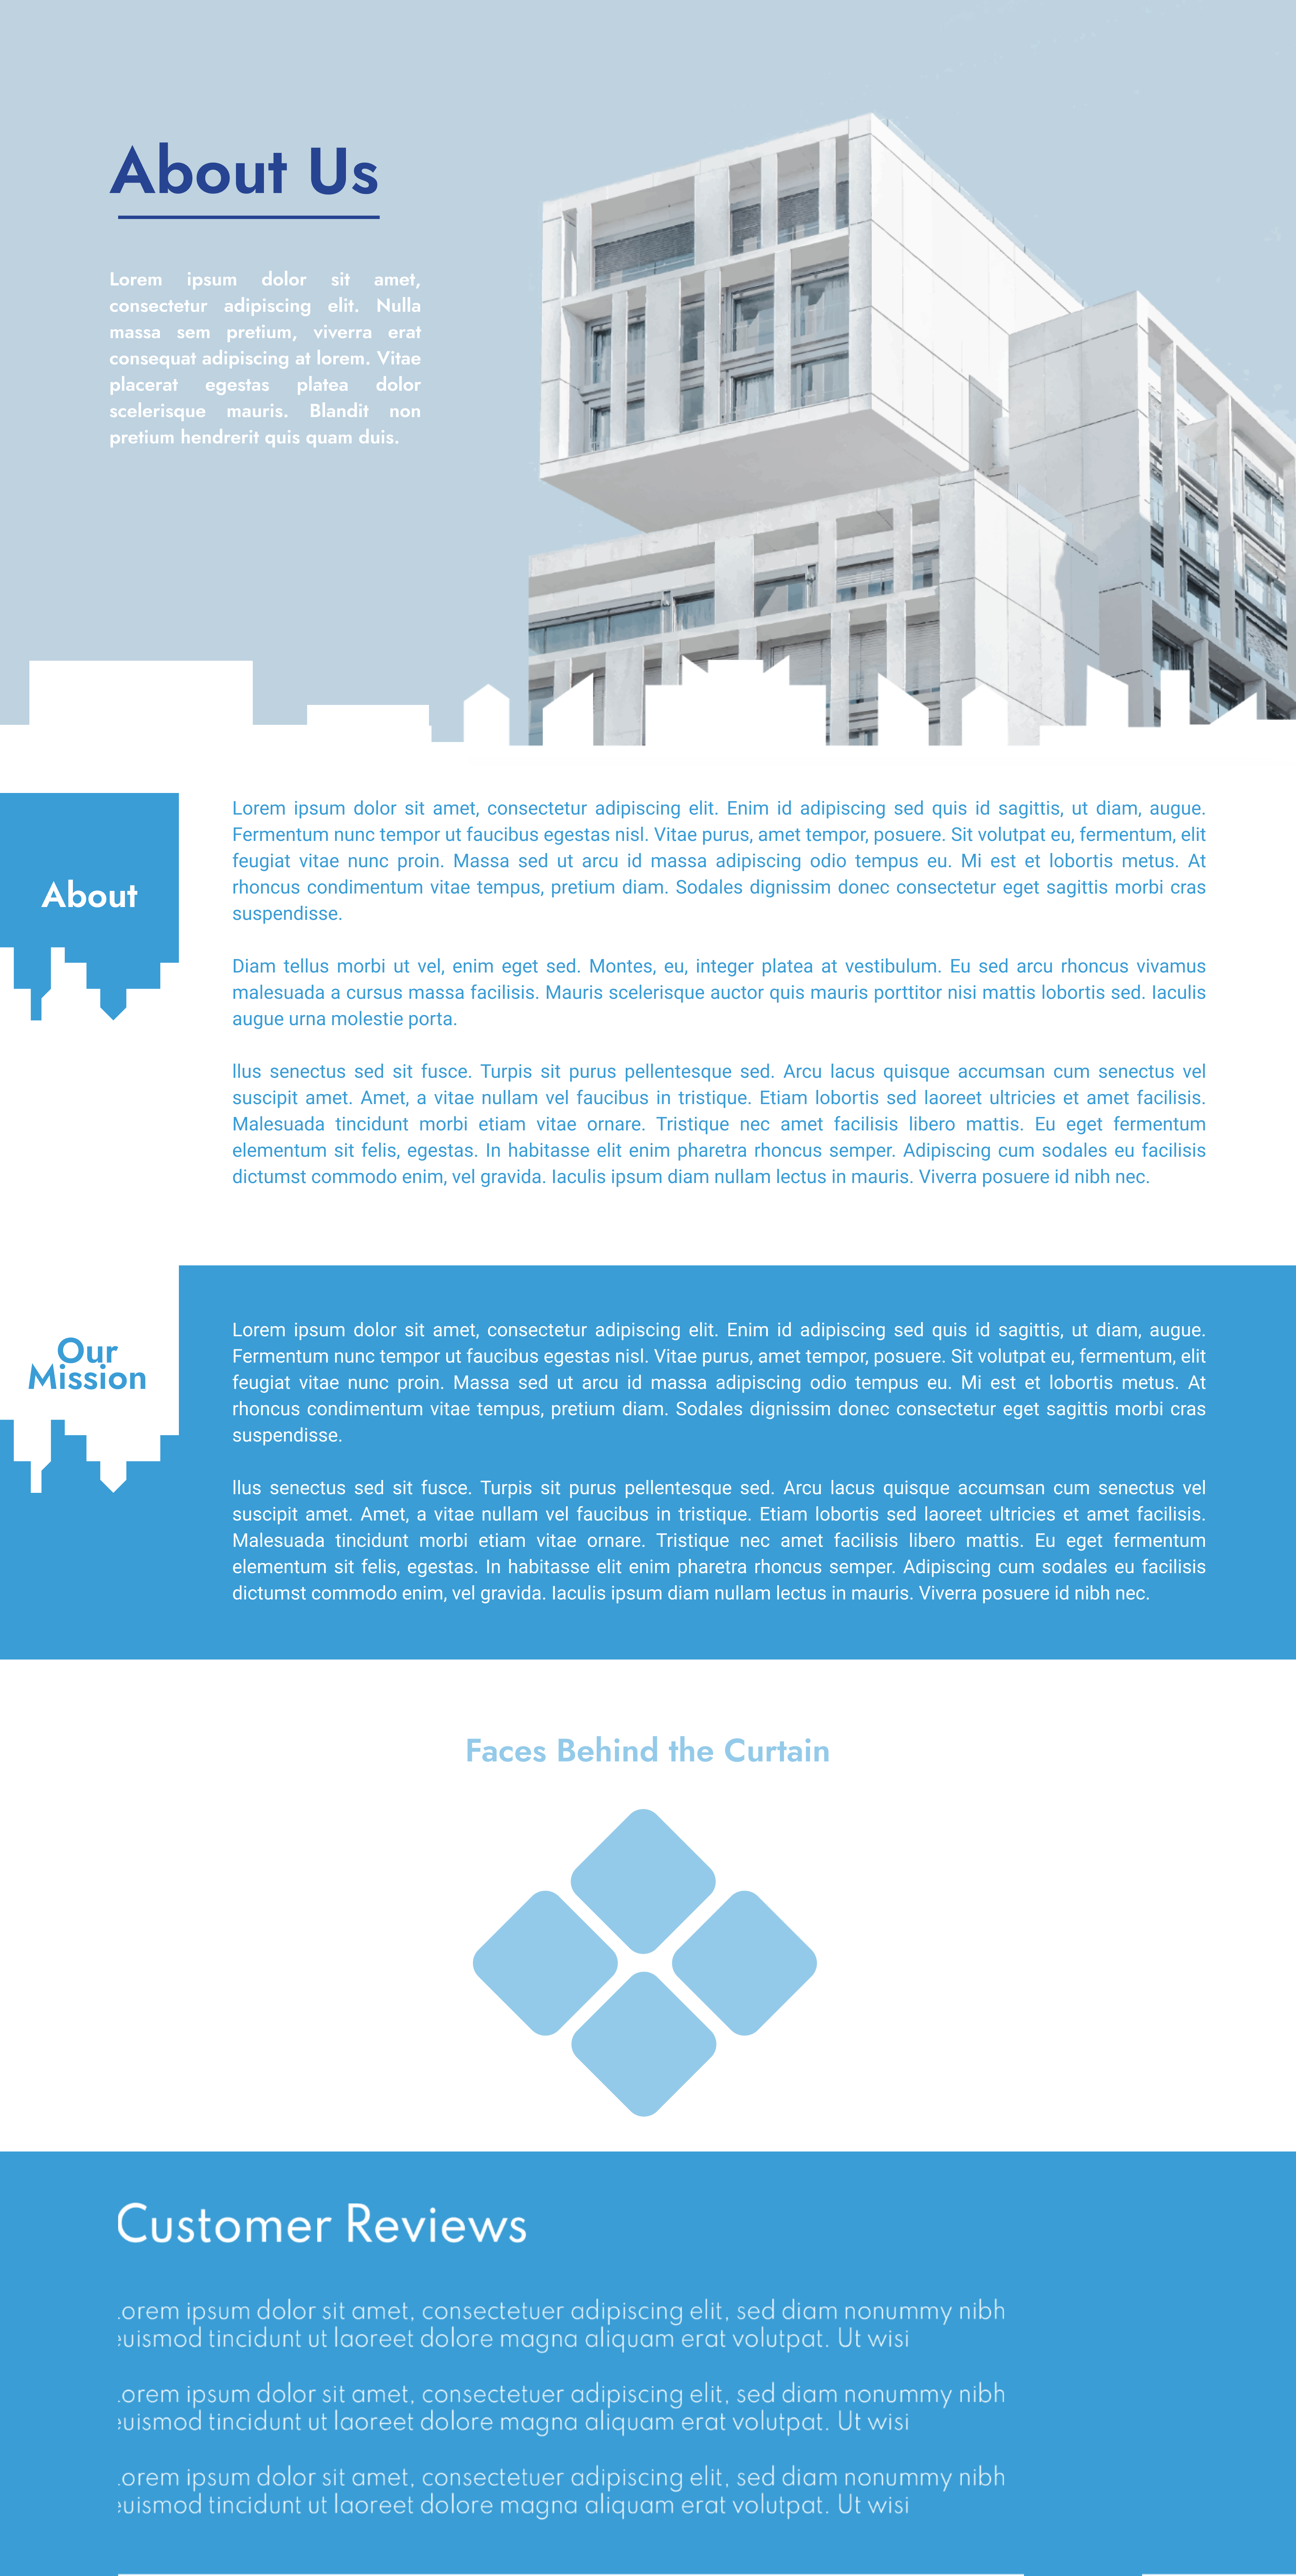 About Us
Lorem ipsum dolor sit amet,
consectetur adipiscing elit. Nulla
massa sem pretium, viverra erat
consequat adipiscing at lorem. Vitae
placerat egestas platea dolor
scelerisque mauris. Blandit non
pretium hendrerit quis quam duis.
About
Lorem ipsum dolor sit amet, consectetur adipiscing elit. Enim id adipiscing sed quis id sagittis, ut diam, augue.
Fermentum nunc tempor ut faucibus egestas nisl. Vitae purus, amet tempor, posuere. Sit volutpat eu, fermentum, elit
feugiat vitae nunc proin. Massa sed ut arcu id massa adipiscing odio tempus eu. Mi est et lobortis metus. At
rhoncus condimentum vitae tempus, pretium diam. Sodales dignissim donec consectetur eget sagittis morbi cras
suspendisse.
Diam tellus morbi ut vel, enim eget sed. Montes, eu, integer platea at vestibulum. Eu sed arcu rhoncus vivamus
malesuada a cursus massa facilisis. Mauris scelerisque auctor quis mauris porttitor nisi mattis lobortis sed. Iaculis
augue urna molestie porta.
llus senectus sed sit fusce. Turpis sit purus pellentesque sed. Arcu lacus quisque accumsan cum senectus vel
suscipit amet. Amet, a vitae nullam vel faucibus in tristique. Etiam lobortis sed laoreet ultricies et amet facilisis.
Malesuada tincidunt morbi etiam vitae ornare. Tristique nec amet facilisis libero mattis. Eu eget fermentum
elementum sit felis, egestas. In habitasse elit enim pharetra rhoncus semper. Adipiscing cum sodales eu facilisis
dictumst commodo enim, vel gravida. Iaculis ipsum diam nullam lectus in mauris. Viverra posuere id nibh nec.
Our
Mission
Lorem ipsum dolor sit amet, consectetur adipiscing elit. Enim id adipiscing sed quis id sagittis, ut diam, augue.
Fermentum nunc tempor ut faucibus egestas nisl. Vitae purus, amet tempor, posuere. Sit volutpat eu, fermentum, elit
feugiat vitae nunc proin. Massa sed ut arcu id massa adipiscing odio tempus eu. Mi est et lobortis metus. At
rhoncus condimentum vitae tempus, pretium diam. Sodales dignissim donec consectetur eget sagittis morbi cras
suspendisse.
llus senectus sed sit fusce. Turpis sit purus pellentesque sed. Arcu lacus quisque accumsan cum senectus vel
suscipit amet. Amet, a vitae nullam vel faucibus in tristique. Etiam lobortis sed laoreet ultricies et amet facilisis.
Malesuada tincidunt morbi etiam vitae ornare. Tristique nec amet facilisis libero mattis. Eu eget fermentum
elementum sit felis, egestas. In habitasse elit enim pharetra rhoncus semper. Adipiscing cum sodales eu facilisis
dictumst commodo enim, vel gravida. Iaculis ipsum diam nullam lectus in mauris. Viverra posuere id nibh nec.
Faces Behind the Curtain
Customer Reviews
orem ipsum dolor sit amet, consectetuer adipiscing elit, sed diam nonummy nibh
euismod tincidunt ut laoreet dolore magna aliquam erat volutpat. Ut wisi
orem ipsum dolor sit amet, consectetuer adipiscing elit, sed diam nonummy nibh
euismod tincidunt ut laoreet dolore magna aliquam erat volutpat. Ut wisi
orem ipsum dolor sit amet, consectetuer adipiscing elit, sed diam nonummy nibh
euismod tincidunt ut laoreet dolore magna aliquam erat volutpat. Ut wisi